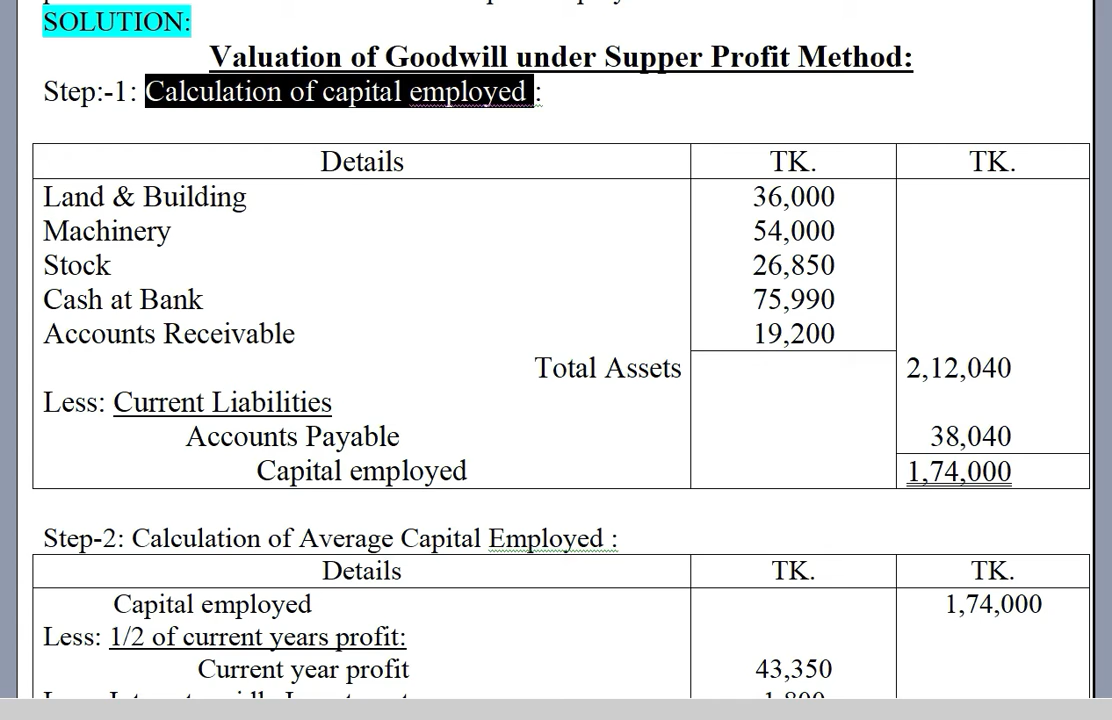 SOLUTION:
Valuation of Goodwill under Supper Profit Method:
Step:-1: Calculation of capital employed :
Details TK. TK.
Land & Building 36,000
Machinery 54,000
Stock 26,850
Cash at Bank 75,990
Accounts Receivable 19,200
Total Assets 2,12,040
Less: Current Liabilities
Accounts Payable 38,040
Capital employed 1,74,000
Step-2: Calculation of Average Capital Employed :
Details TK. TK.
Capital employed 1,74,000
Less: 1/2 of current years profit:
Current year profit 43,350